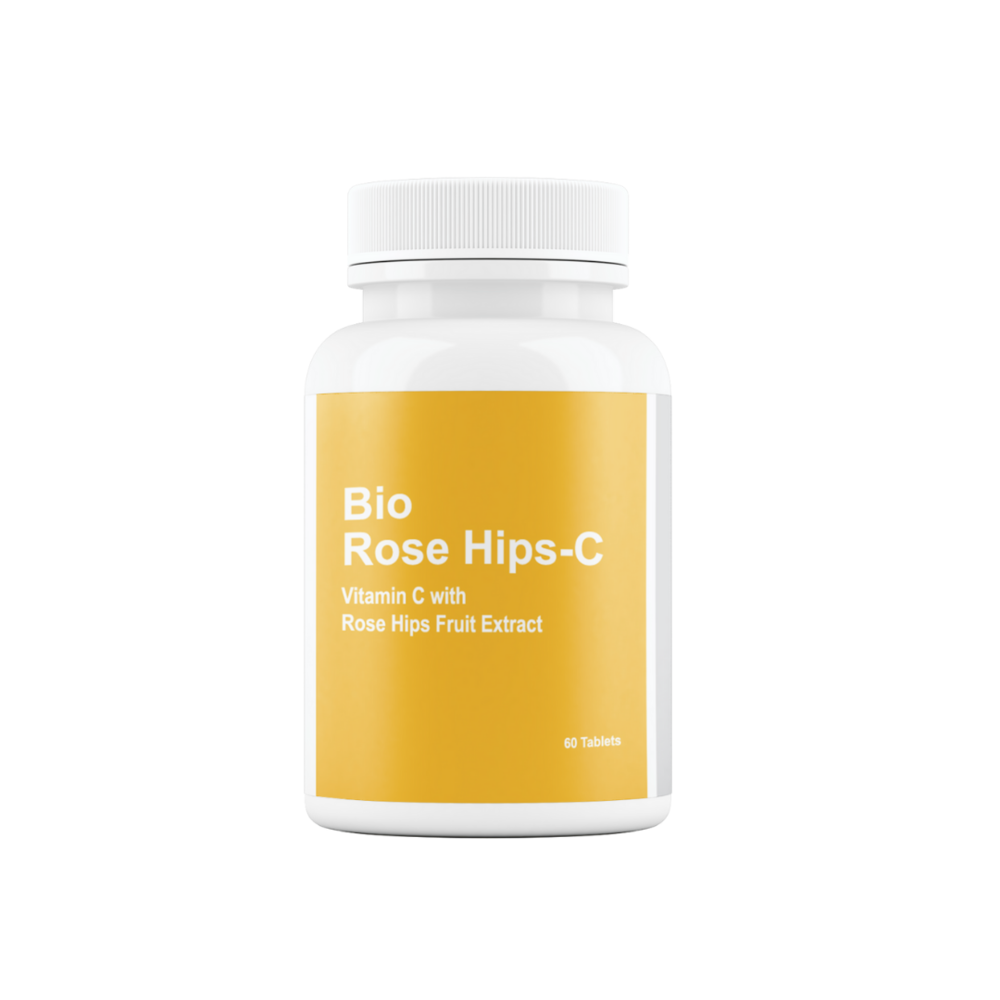 Bio
Rose Hips-C
Vitamin C with
Rose Hips Fruit Extract
60 Tablets